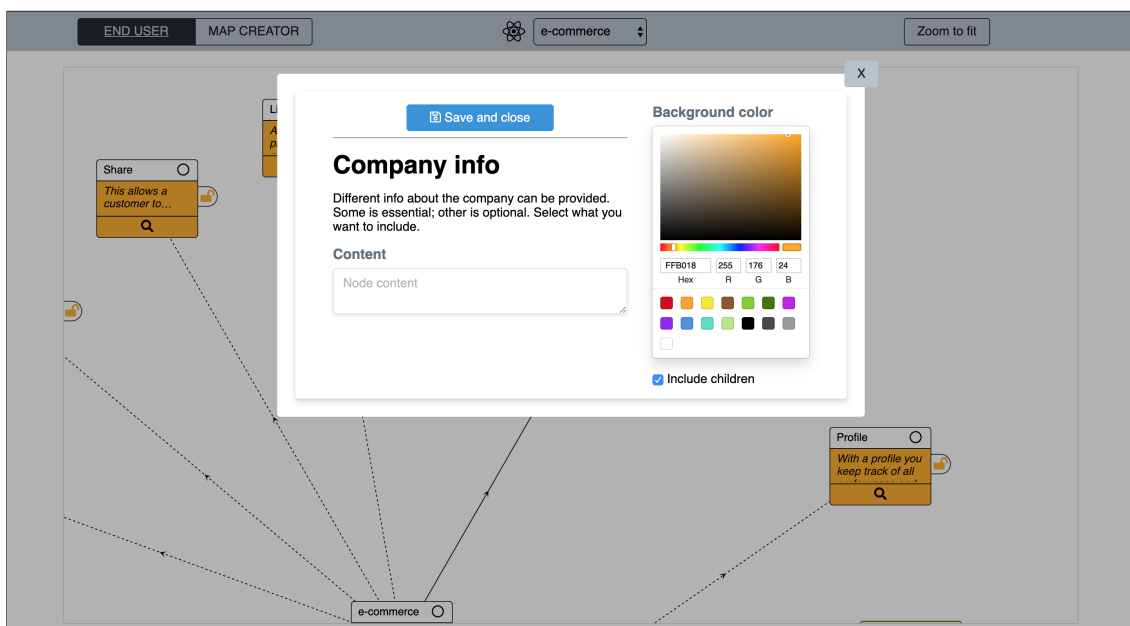 END USER
MAP CREATOR
e-commerce
Zoom to fit
X
Li
A
p
Save and close
Background color
Company info
Different info about the company can be provided.
Some is essential; other is optional. Select what you
want to include.
Content
Node content
FFB018
255
176
24
Hex
R
G
B
Include children
Share
This allows a
customer to…
Profile
With a profile you
keep track of all
e-commerce